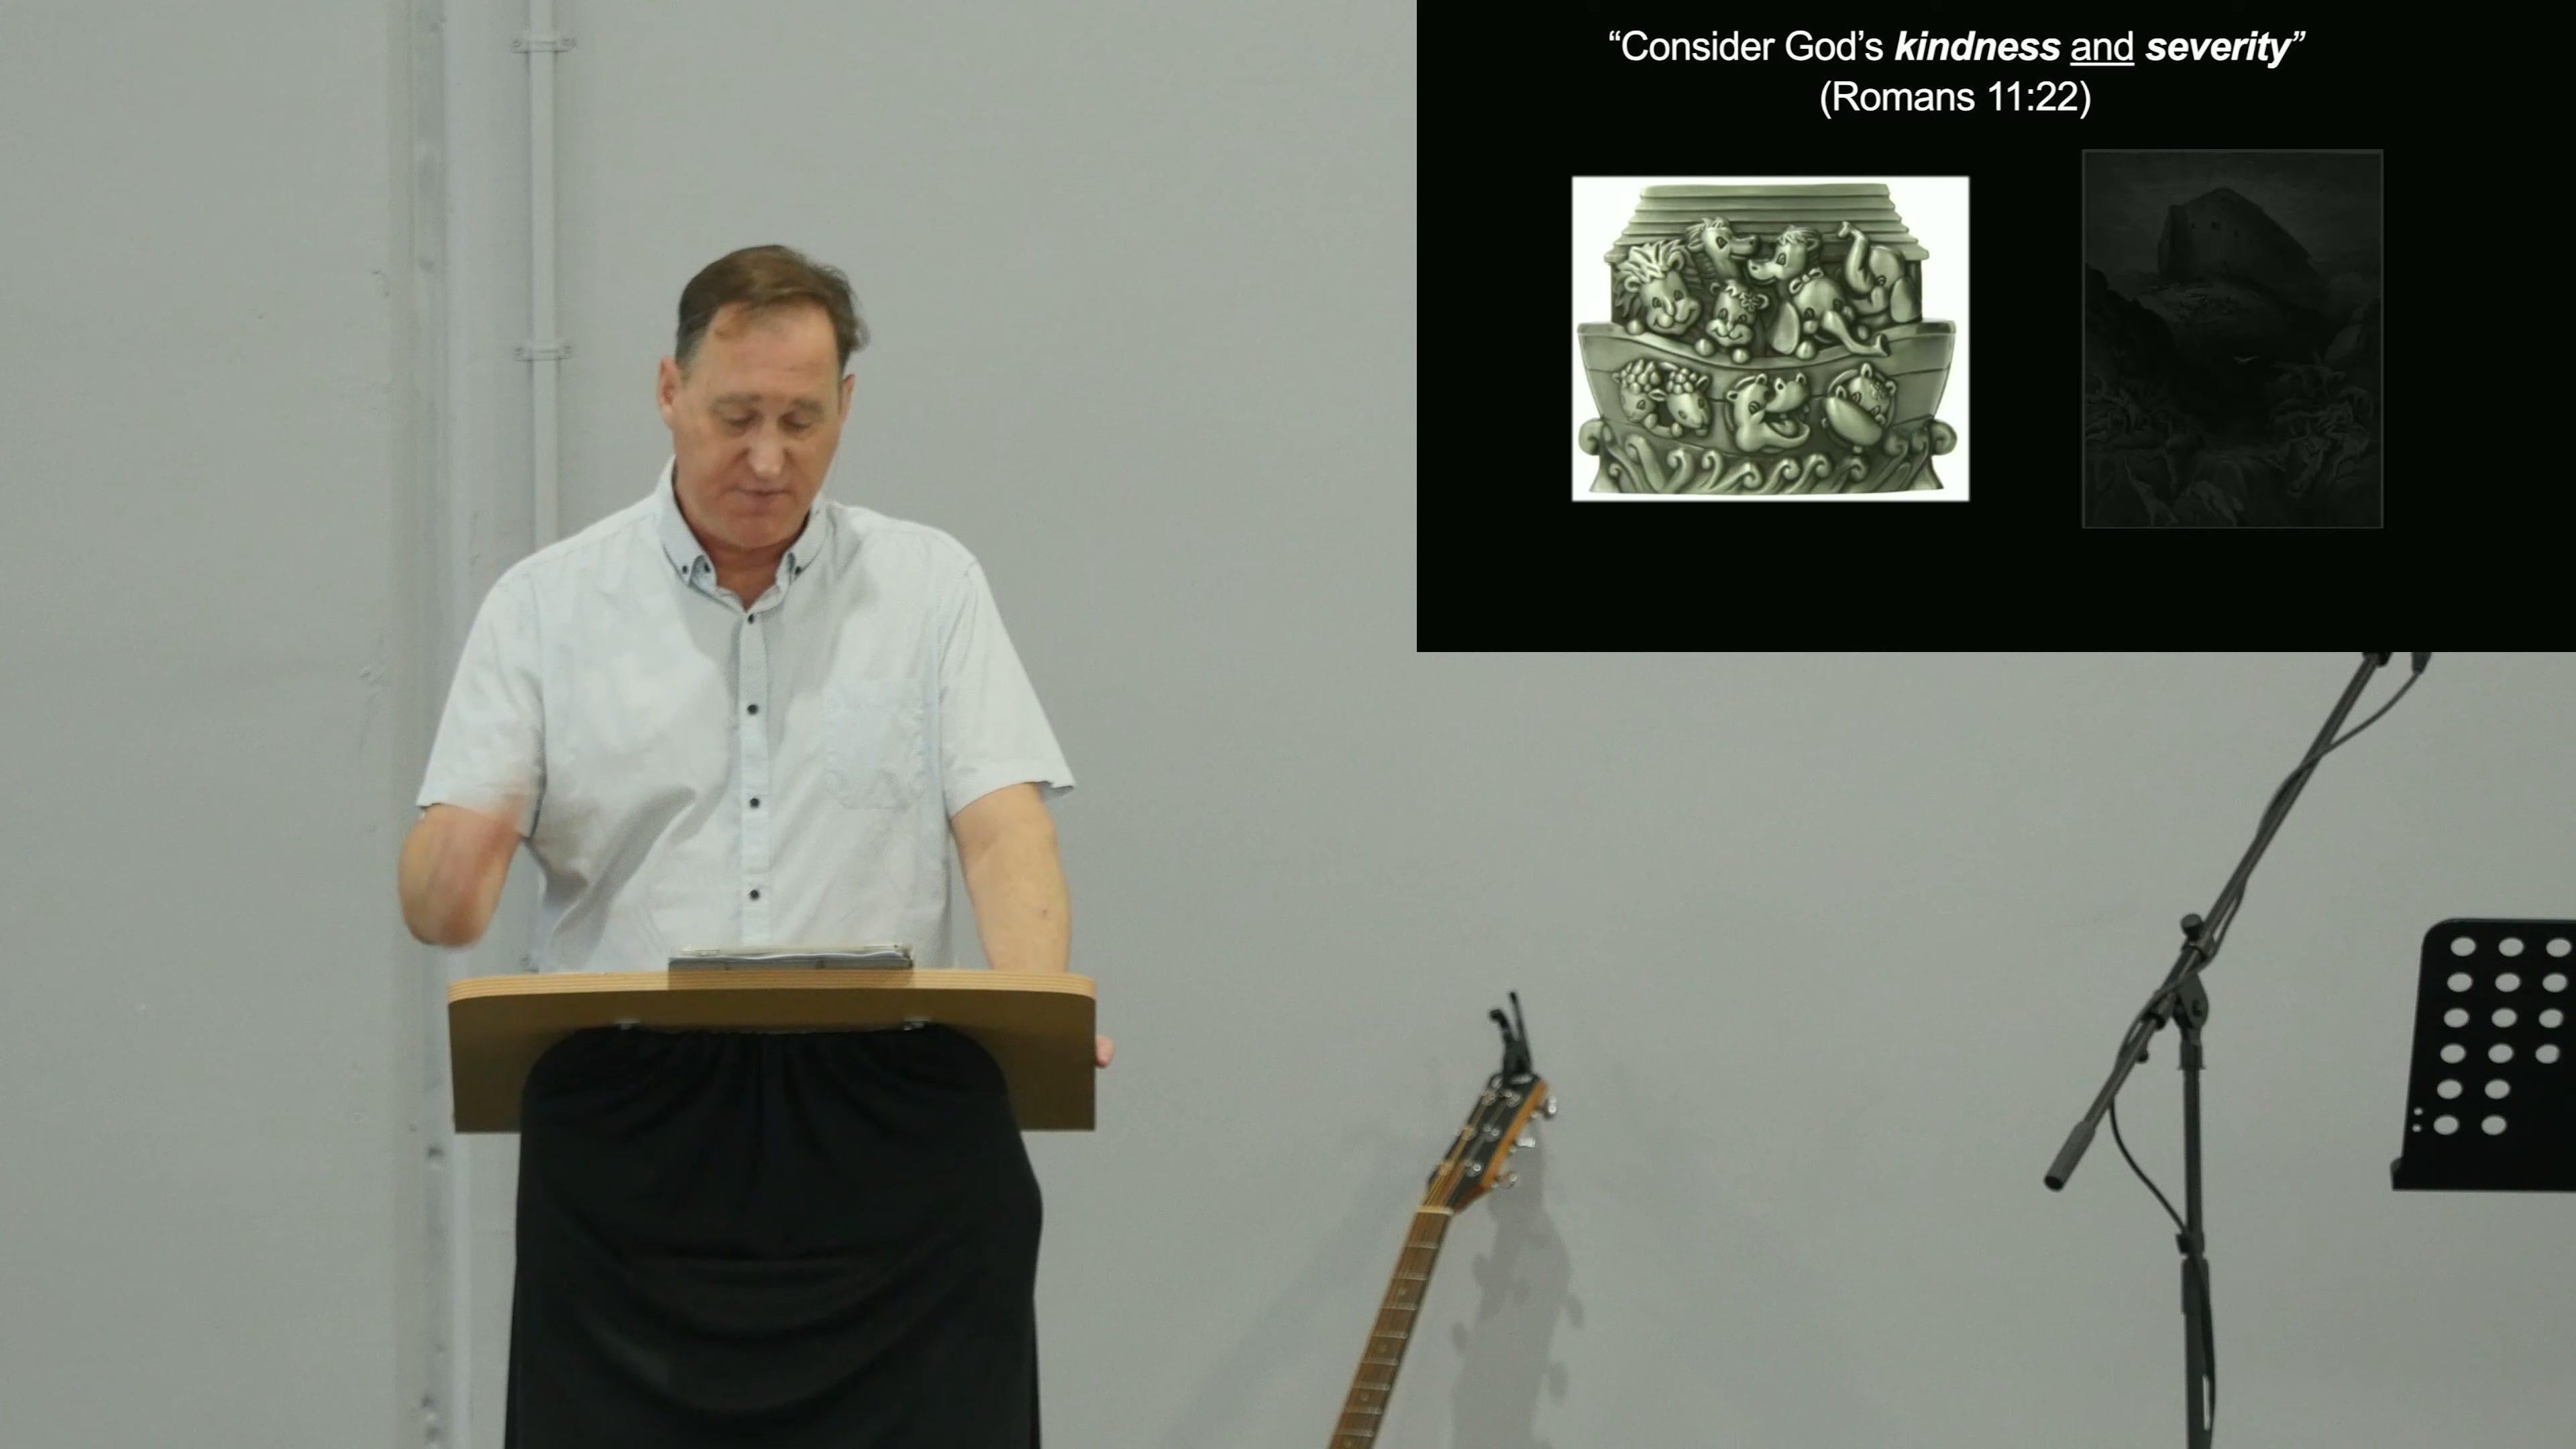 “Consider God’s kindness and severity”
(Romans 11:22)